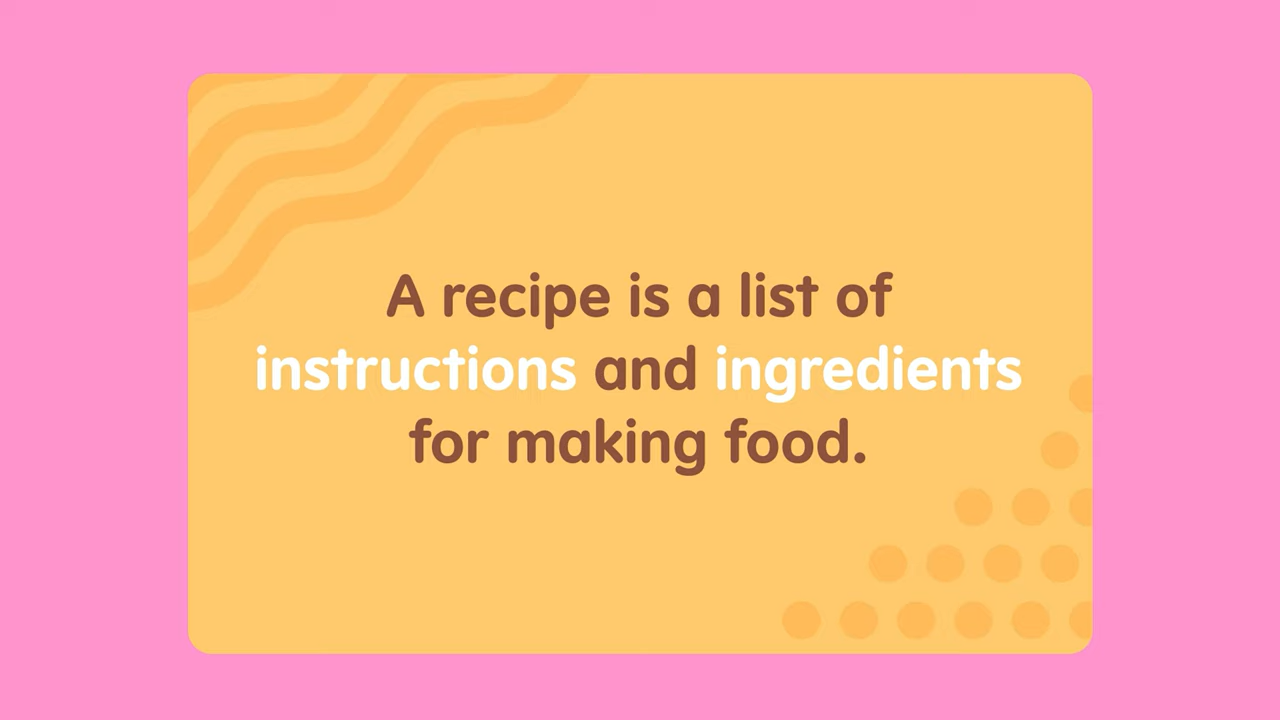 A recipe is a list of
instructions and ingredients
for making food.